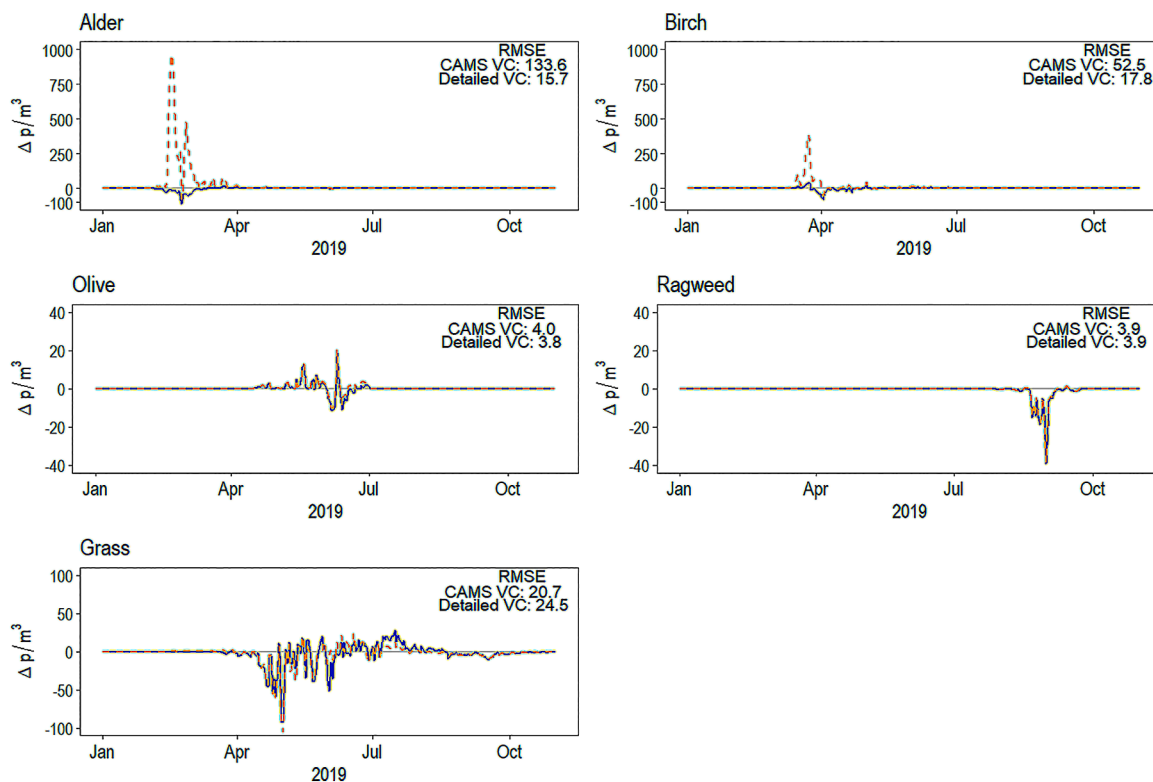 Alder
RMSE
CAMS VC: 133.6
Detailed VC: 15.7
Δ p/m³
1000
750
500
250
0
-100
Jan Apr Jul Oct
2019
Birch
RMSE
CAMS VC: 52.5
Detailed VC: 17.8
Δ p/m³
1000
750
500
250
0
-100
Jan Apr Jul Oct
2019
Olive
RMSE
CAMS VC: 4.0
Detailed VC: 3.8
Δ p/m³
40
20
0
-20
-40
Jan Apr Jul Oct
2019
Ragweed
RMSE
CAMS VC: 3.9
Detailed VC: 3.9
Δ p/m³
40
20
0
-20
-40
Jan Apr Jul Oct
2019
Grass
RMSE
CAMS VC: 20.7
Detailed VC: 24.5
Δ p/m³
100
50
0
-50
-100
Jan Apr Jul Oct
2019